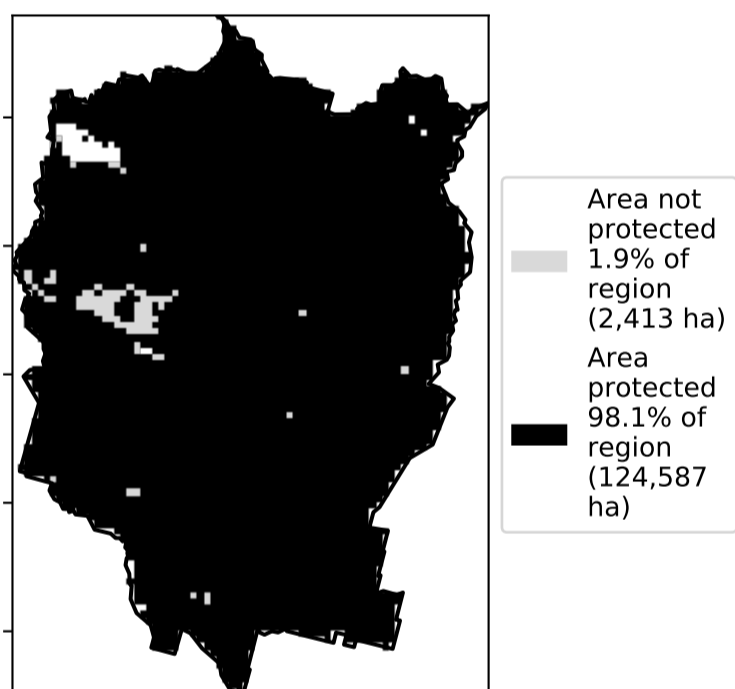 Area not
protected
1.9% of
region
(2,413 ha)
Area
protected
98.1% of
region
(124,587
ha)